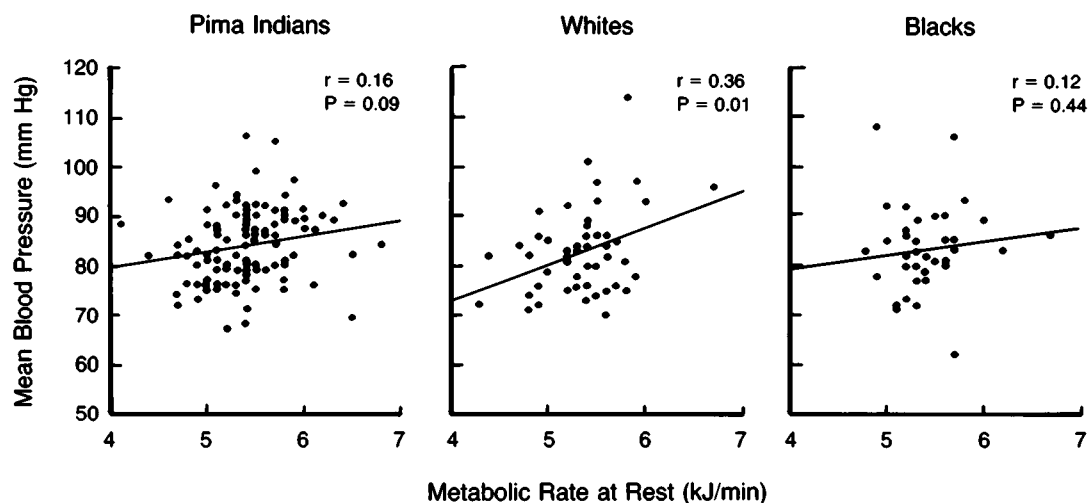 Pima Indians
Whites
Blacks
Mean Blood Pressure (mm Hg)
120
110
100
90
80
70
60
50
r = 0.16
P = 0.09
r = 0.36
P = 0.01
r = 0.12
P = 0.44
4 5 6 7
4 5 6 7
4 5 6 7
Metabolic Rate at Rest (kJ/min)